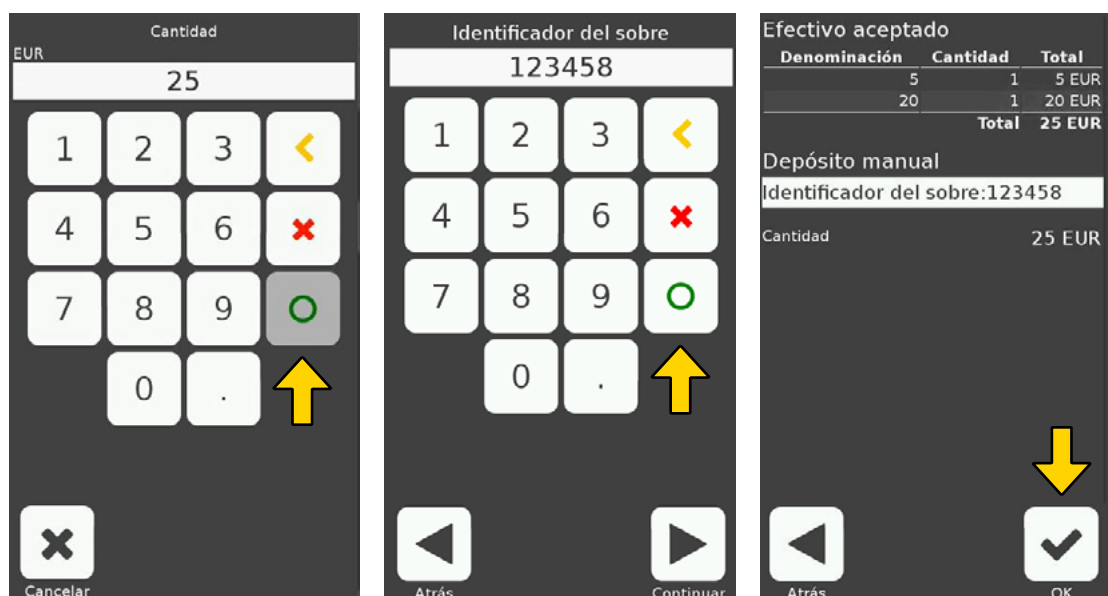 Cantidad
EUR
25
1 2 3
4 5 6
7 8 9
0 .
Cancelar
Identificador del sobre
123458
1 2 3
4 5 6
7 8 9
0 .
Atrás Continuar
Efectivo aceptado
Denominación Cantidad Total
5 1 5 EUR
20 1 20 EUR
Total 25 EUR
Depósito manual
Identificador del sobre:123458
Cantidad 25 EUR
Atrás OK